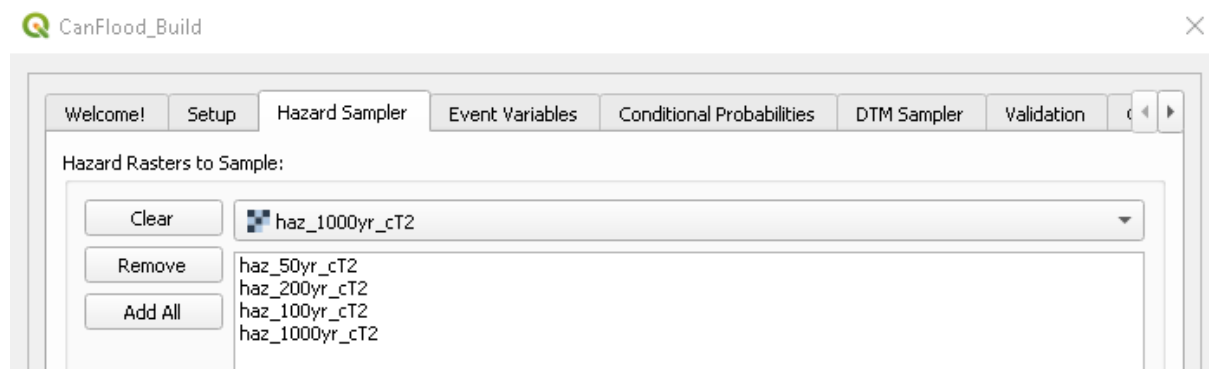 CanFlood_Build
Welcome! Setup Hazard Sampler Event Variables Conditional Probabilities DTM Sampler Validation
Hazard Rasters to Sample:
Clear haz_1000yr_cT2
Remove haz_50yr_cT2
haz_200yr_cT2
Add All haz_100yr_cT2
haz_1000yr_cT2